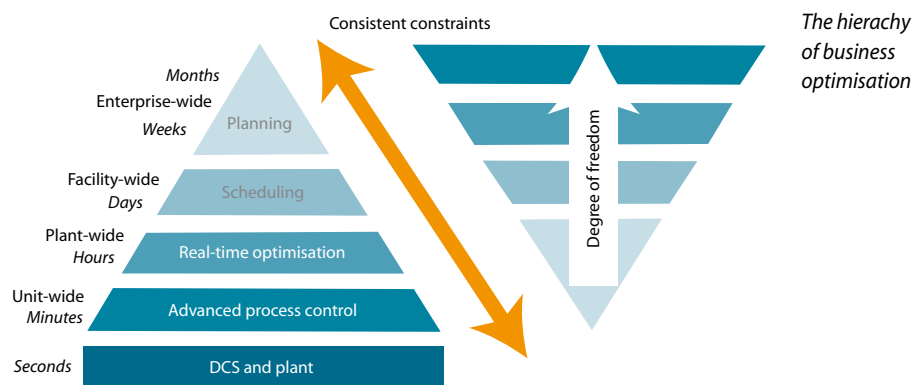 Consistent constraints
The hierachy
of business
optimisation
Months
Enterprise-wide
Weeks
Planning
Facility-wide
Days
Scheduling
Plant-wide
Hours
Real-time optimisation
Unit-wide
Minutes
Advanced process control
Seconds
DCS and plant
Degree of freedom